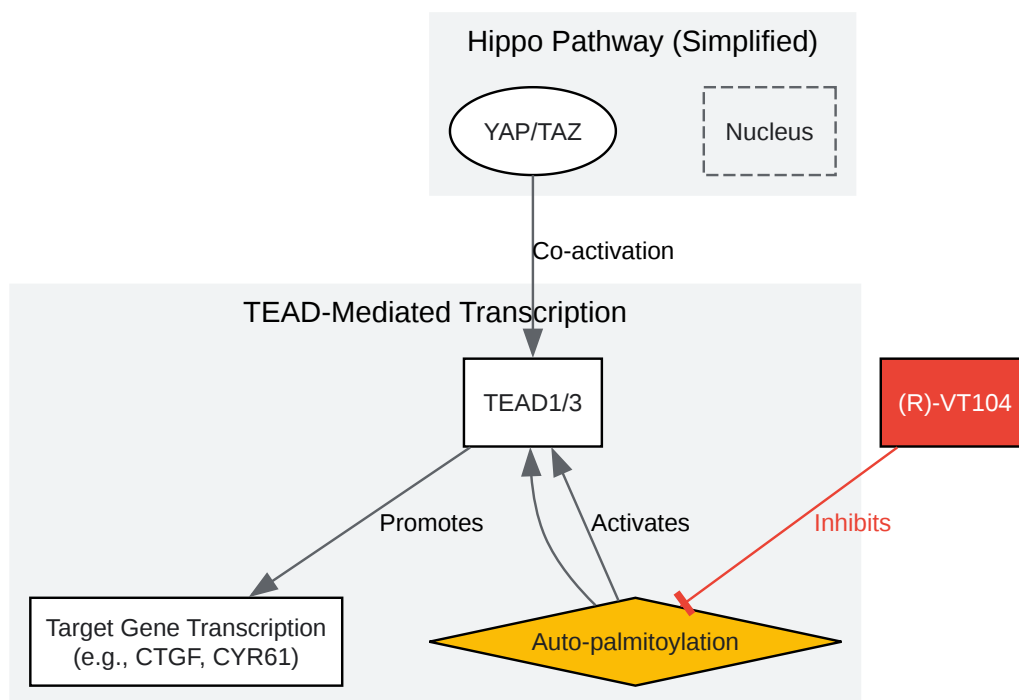 Hippo Pathway (Simplified)
YAP/TAZ
Nucleus
Co-activation
TEAD-Mediated Transcription
TEAD1/3
(R)-VT104
Promotes
Activates
Inhibits
Target Gene Transcription
(e.g., CTGF, CYR61)
Auto-palmitoylation